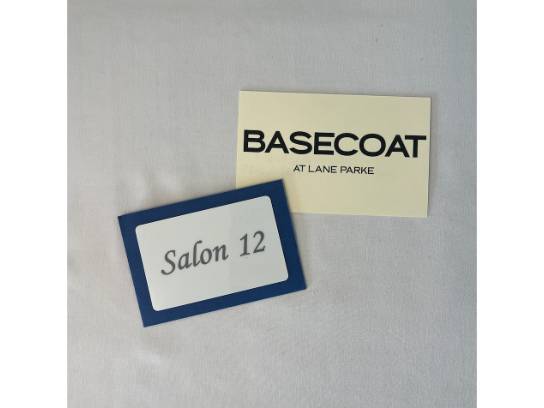 BASECOAT
AT LANE PARKE
Salon 12